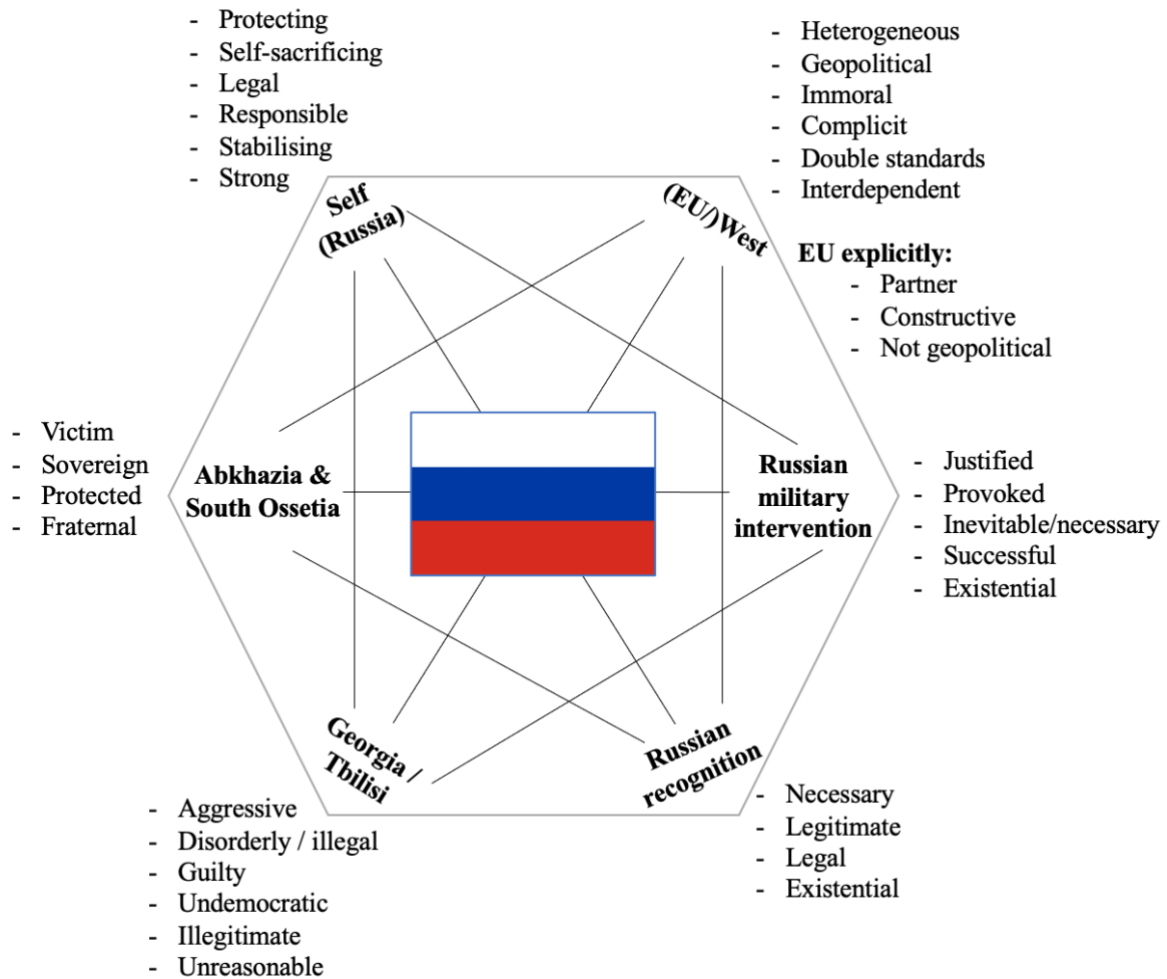 - Protecting
- Self-sacrificing
- Legal
- Responsible
- Stabilising
- Strong
- Heterogeneous
- Geopolitical
- Immoral
- Complicit
- Double standards
- Interdependent
Self
(Russia)
(EU/)West
EU explicitly:
- Partner
- Constructive
- Not geopolitical
- Victim
- Sovereign
- Protected
- Fraternal
Abkhazia &
South Ossetia
Russian
military
intervention
- Justified
- Provoked
- Inevitable/necessary
- Successful
- Existential
Georgia /
Tbilisi
Russian
recognition
- Aggressive
- Disorderly / illegal
- Guilty
- Undemocratic
- Illegitimate
- Unreasonable
- Necessary
- Legitimate
- Legal
- Existential